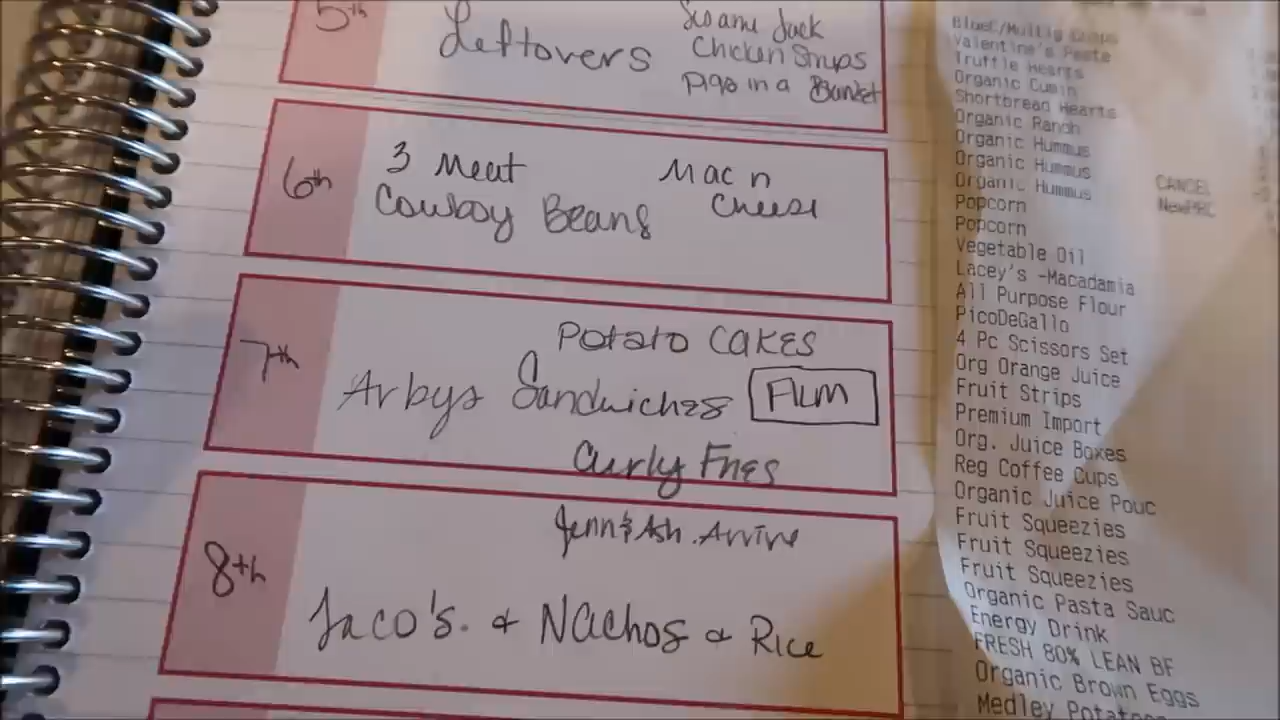 5th
Leftovers
Sesame Jack
Chicken Strips
Pigs in a Blanket
6th
3 Meat
Cowboy Beans
Mac n
Cheese
7th
Potato CAKES
Arbys Sandwiches
FILM
Curly Fries
8th
Jenn & Ash. Arrive
Taco's. & Nachos & Rice
Valentine's Paste
Truffle Hearts
Organic Cumin
Shortbread Hearts
Organic Ranch
Organic Hummus
Organic Hummus
Organic Hummus
Popcorn
Popcorn
Vegetable Oil
Lacey's -Macadamia
All Purpose Flour
PicoDeGallo
4 Pc Scissors Set
Org Orange Juice
Fruit Strips
Premium Import
Org. Juice Boxes
Reg Coffee Cups
Organic Juice Pouc
Fruit Squeezies
Fruit Squeezies
Fruit Squeezies
Organic Pasta Sauc
Energy Drink
FRESH 80% LEAN BF
Organic Brown Eggs
Medley Potato
CANCEL